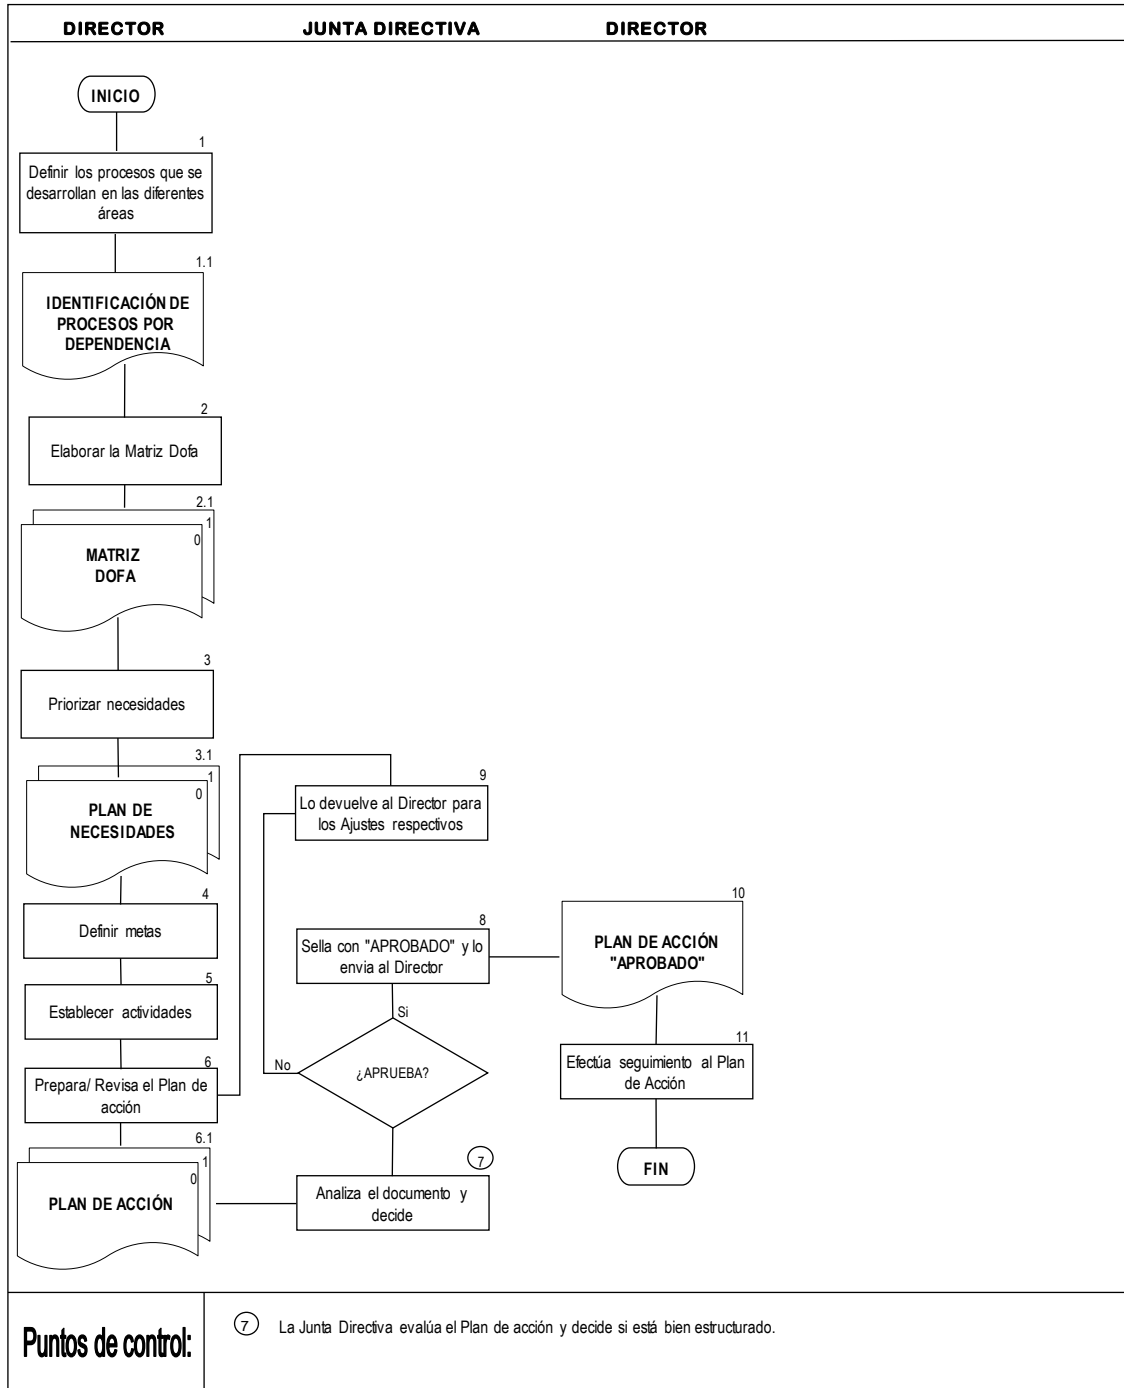 DIRECTOR
JUNTA DIRECTIVA
DIRECTOR
INICIO
1
Definir los procesos que se
desarrollan en las diferentes
áreas
1.1
IDENTIFICACIÓN DE
PROCESOS POR
DEPENDENCIA
2
Elaborar la Matriz Dofa
2.1
1
0
MATRIZ
DOFA
3
Priorizar necesidades
3.1
1
0
PLAN DE
NECESIDADES
4
Definir metas
5
Establecer actividades
6
Prepara/ Revisa el Plan de
acción
6.1
1
0
PLAN DE ACCIÓN
9
Lo devuelve al Director para
los Ajustes respectivos
8
Sella con "APROBADO" y lo
envia al Director
Si
No
¿APRUEBA?
7
Analiza el documento y
decide
10
PLAN DE ACCIÓN
"APROBADO"
11
Efectúa seguimiento al Plan
de Acción
FIN
Puntos de control:
7 La Junta Directiva evalúa el Plan de acción y decide si está bien estructurado.